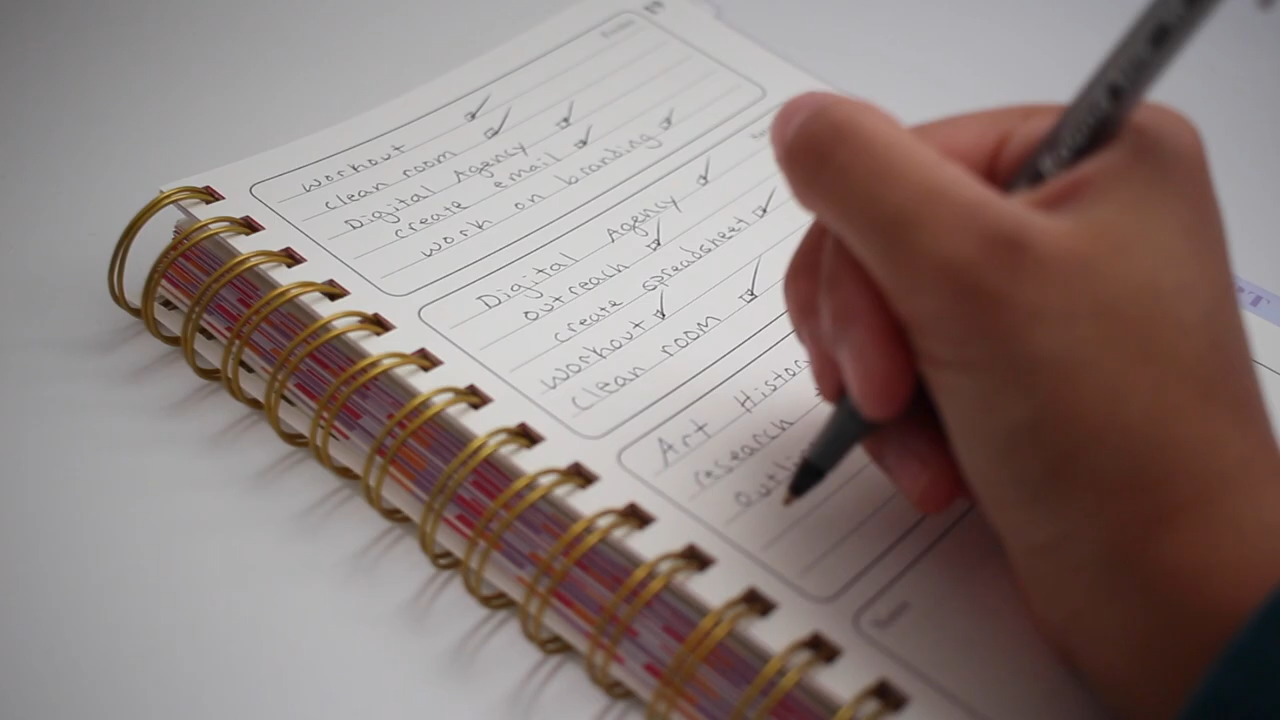 workout
clean room
Digital Agency
create email
work on branding
Digital Agency
outreach
create spreadsheet
workout
clean room
Art
research